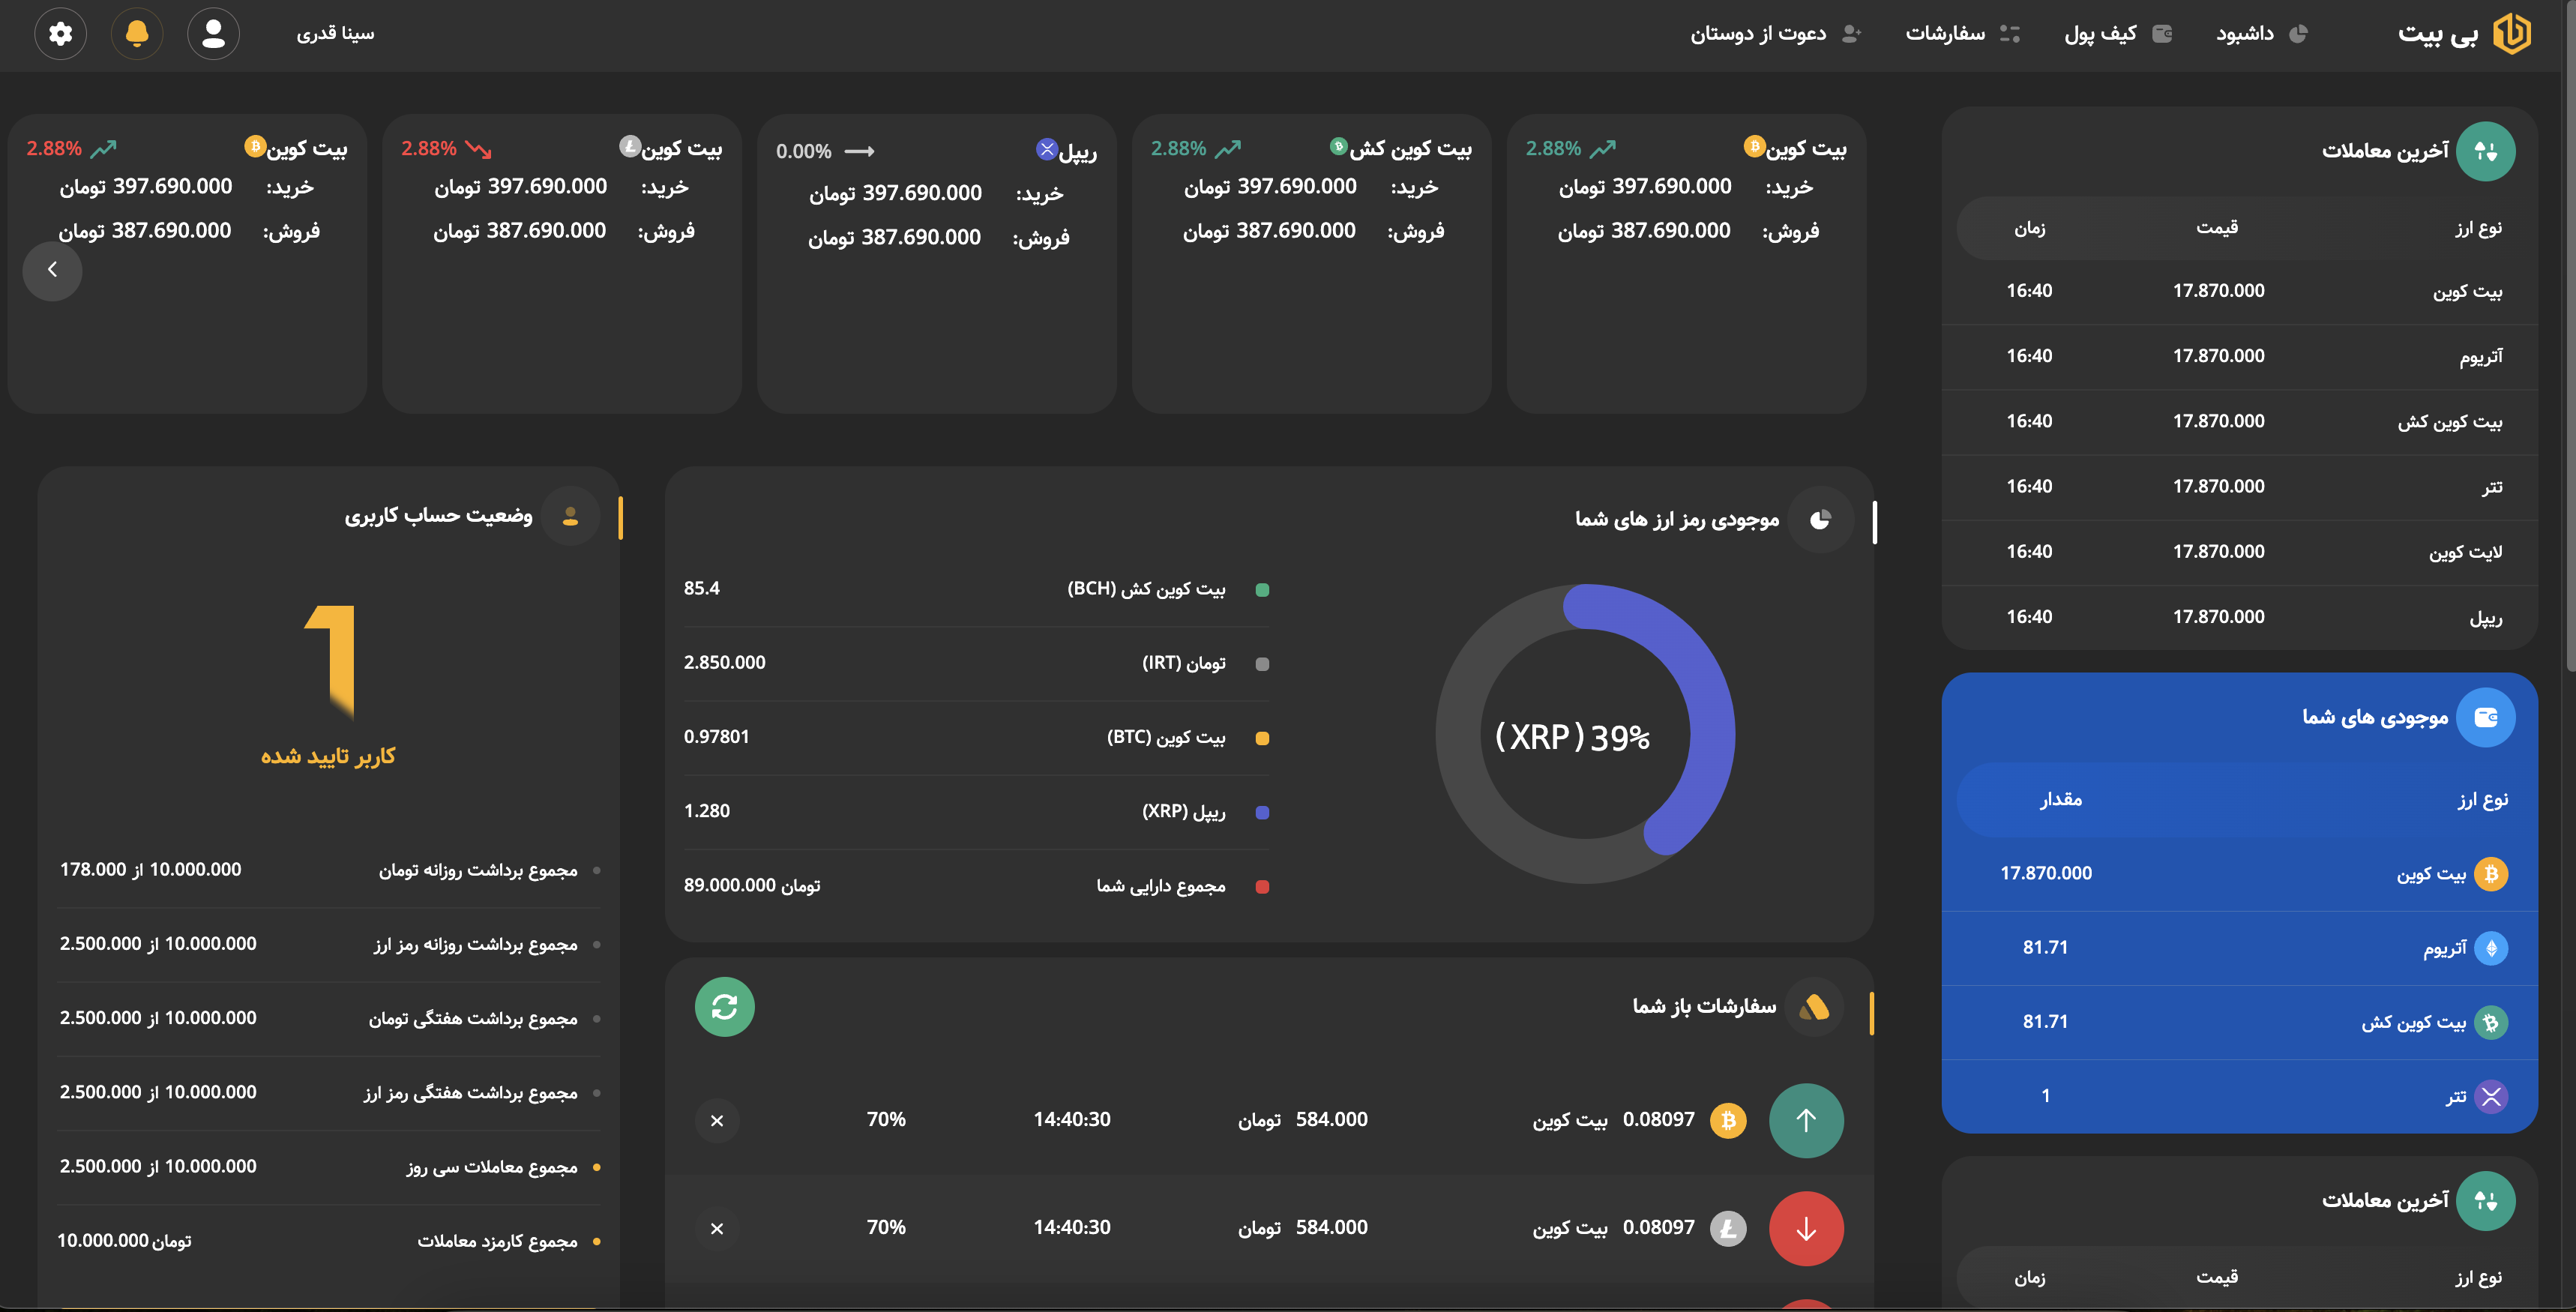 بی بیت
داشبود
کیف پول
سفارشات
دعوت از دوستان
سینا قدری
آخرین معاملات
نوع ارز قیمت زمان
بیت کوین 17.870.000 16:40
آتریوم 17.870.000 16:40
بیت کوین کش 17.870.000 16:40
تتر 17.870.000 16:40
لایت کوین 17.870.000 16:40
ریپل 17.870.000 16:40
موجودی های شما
نوع ارز مقدار
بیت کوین 17.870.000
آتریوم 81.71
بیت کوین کش 81.71
تتر 1
آخرین معاملات
نوع ارز قیمت زمان
بیت کوین 2.88%
خرید: 397.690.000 تومان
فروش: 387.690.000 تومان
بیت کوین کش 2.88%
خرید: 397.690.000 تومان
فروش: 387.690.000 تومان
ریپل 0.00%
خرید: 397.690.000 تومان
فروش: 387.690.000 تومان
بیت کوین 2.88%
خرید: 397.690.000 تومان
فروش: 387.690.000 تومان
بیت کوین 2.88%
خرید: 397.690.000 تومان
فروش: 387.690.000 تومان
موجودی رمز ارز های شما
(XRP)39%
بیت کوین کش (BCH) 85.4
تومان (IRT) 2.850.000
بیت کوین (BTC) 0.97801
ریپل (XRP) 1.280
مجموع دارایی شما 89.000.000 تومان
سفارشات باز شما
0.08097 بیت کوین 584.000 تومان 14:40:30 70%
0.08097 بیت کوین 584.000 تومان 14:40:30 70%
وضعیت حساب کاربری
1
کاربر تایید شده
مجموع برداشت روزانه تومان 10.000.000 از 178.000
مجموع برداشت روزانه رمز ارز 10.000.000 از 2.500.000
مجموع برداشت هفتگی تومان 10.000.000 از 2.500.000
مجموع برداشت هفتگی رمز ارز 10.000.000 از 2.500.000
مجموع معاملات سی روز 10.000.000 از 2.500.000
مجموع کارمزد معاملات 10.000.000 تومان